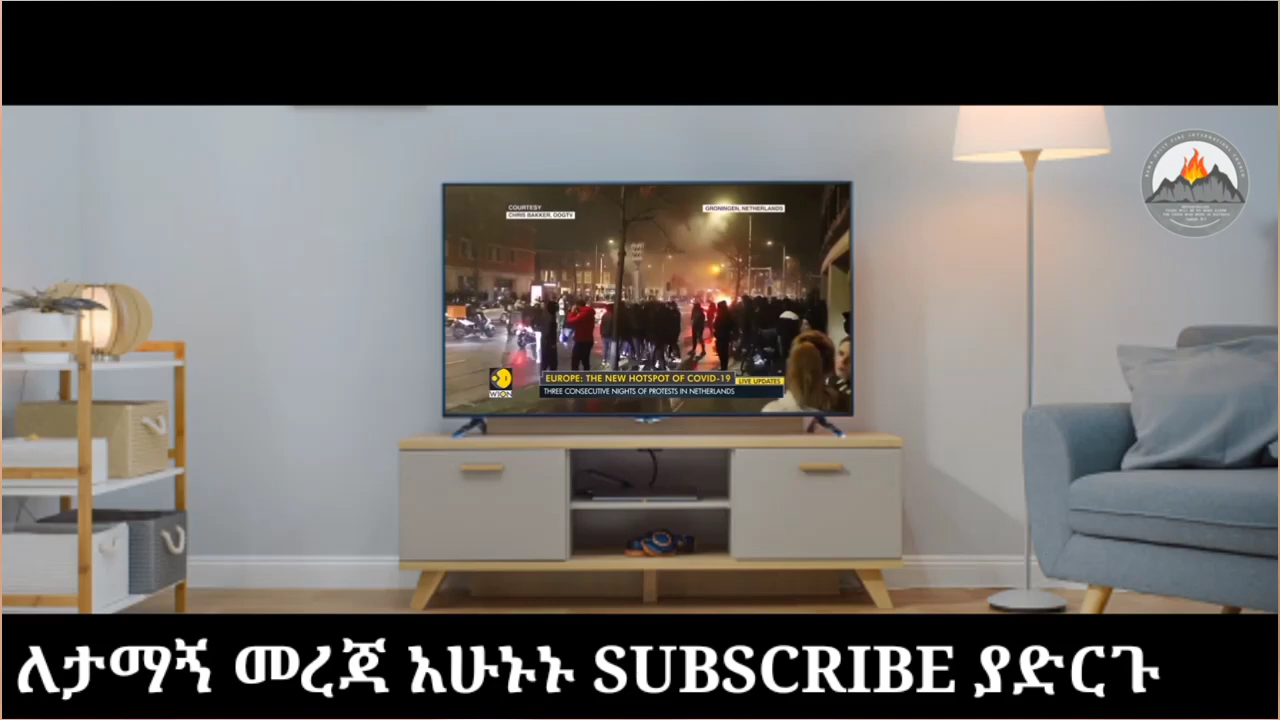 COURTESY
CHRIS BAKKER, OOGTV
GRONINGEN, NETHERLANDS
WION
EUROPE: THE NEW HOTSPOT OF COVID-19
LIVE UPDATES
THREE CONSECUTIVE NIGHTS OF PROTESTS IN NETHERLANDS
ለታማኝ መረጃ አሁኑኑ SUBSCRIBE ያድርጉ